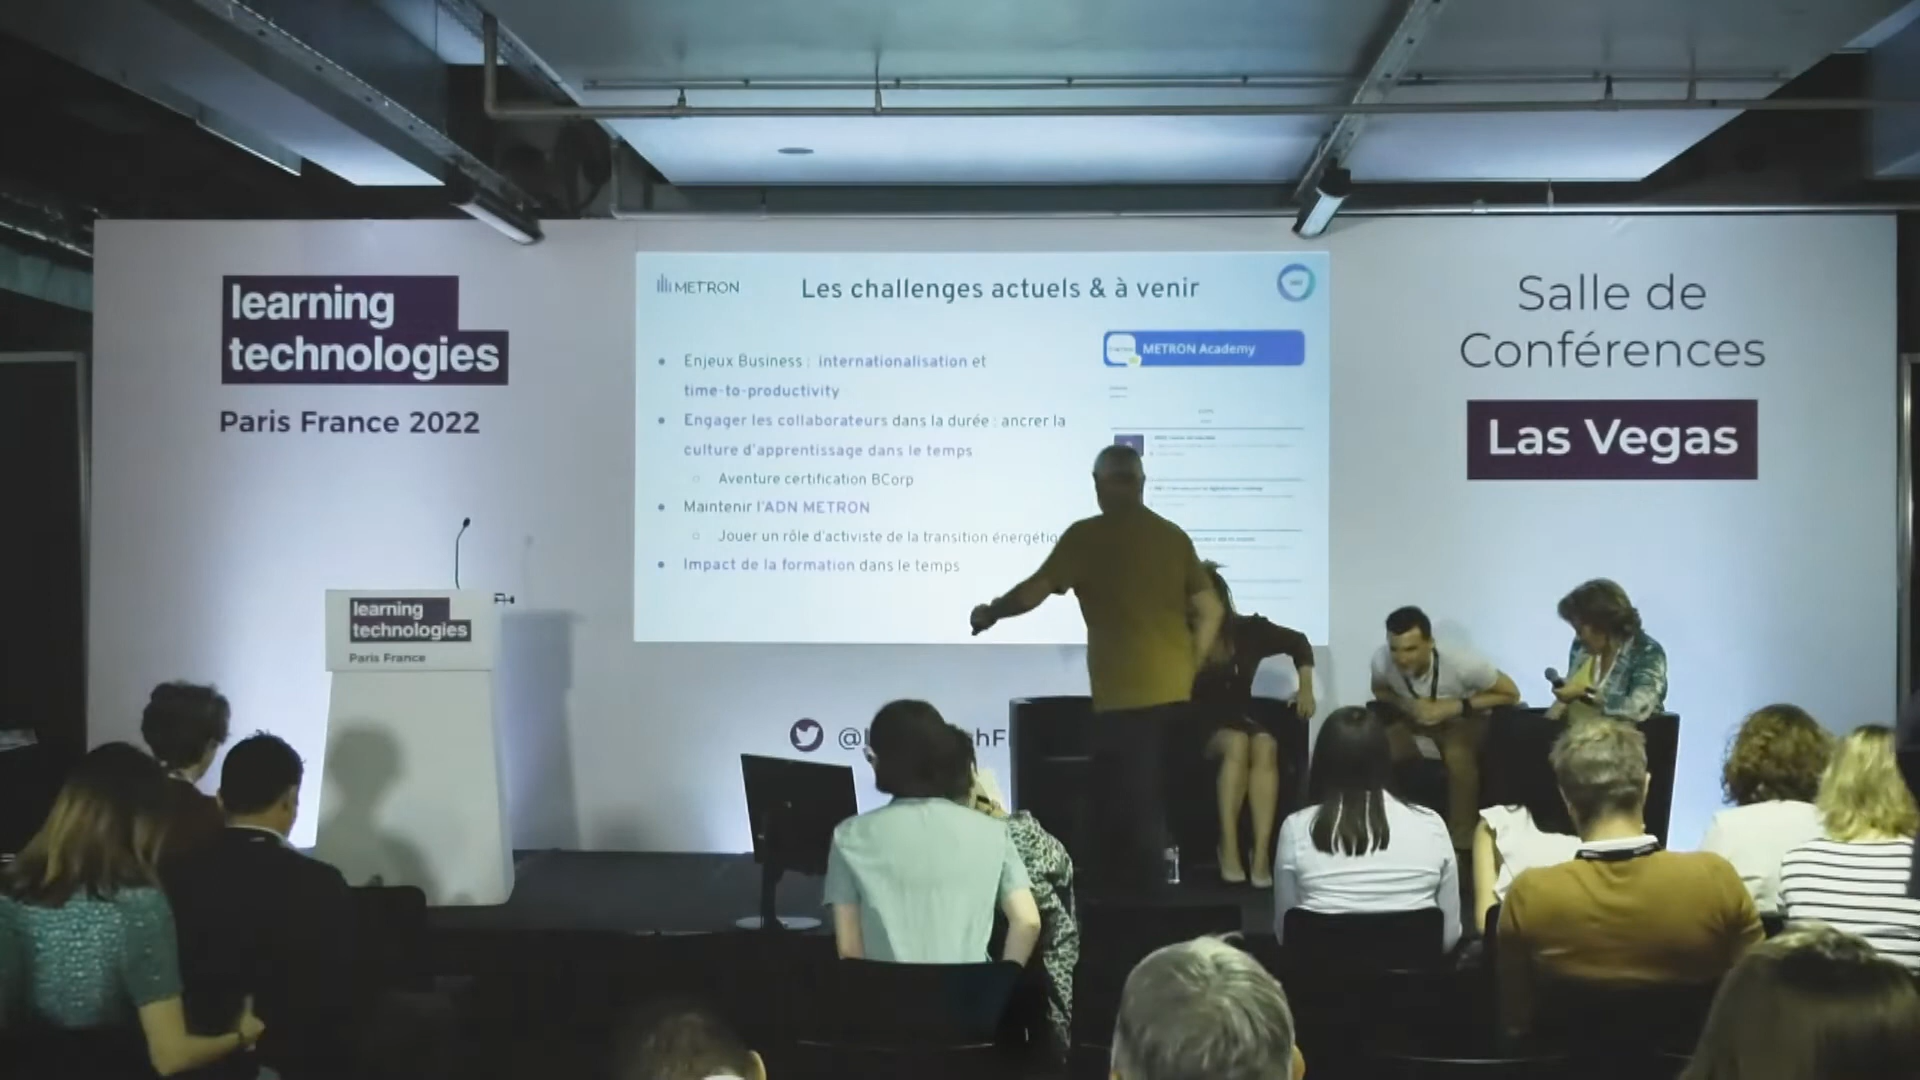 learning
technologies
Paris France 2022
METRON
Les challenges actuels & à venir
Enjeux Business : internationalisation et
time-to-productivity
Engager les collaborateurs dans la durée : ancrer la
culture d'apprentissage dans le temps
Aventure certification BCorp
Maintenir l'ADN METRON
Jouer un rôle d'activiste de la transition
Impact de la formation dans le temps
METRON Academy
Salle de
Conférences
Las Vegas
learning
technologies
Paris France